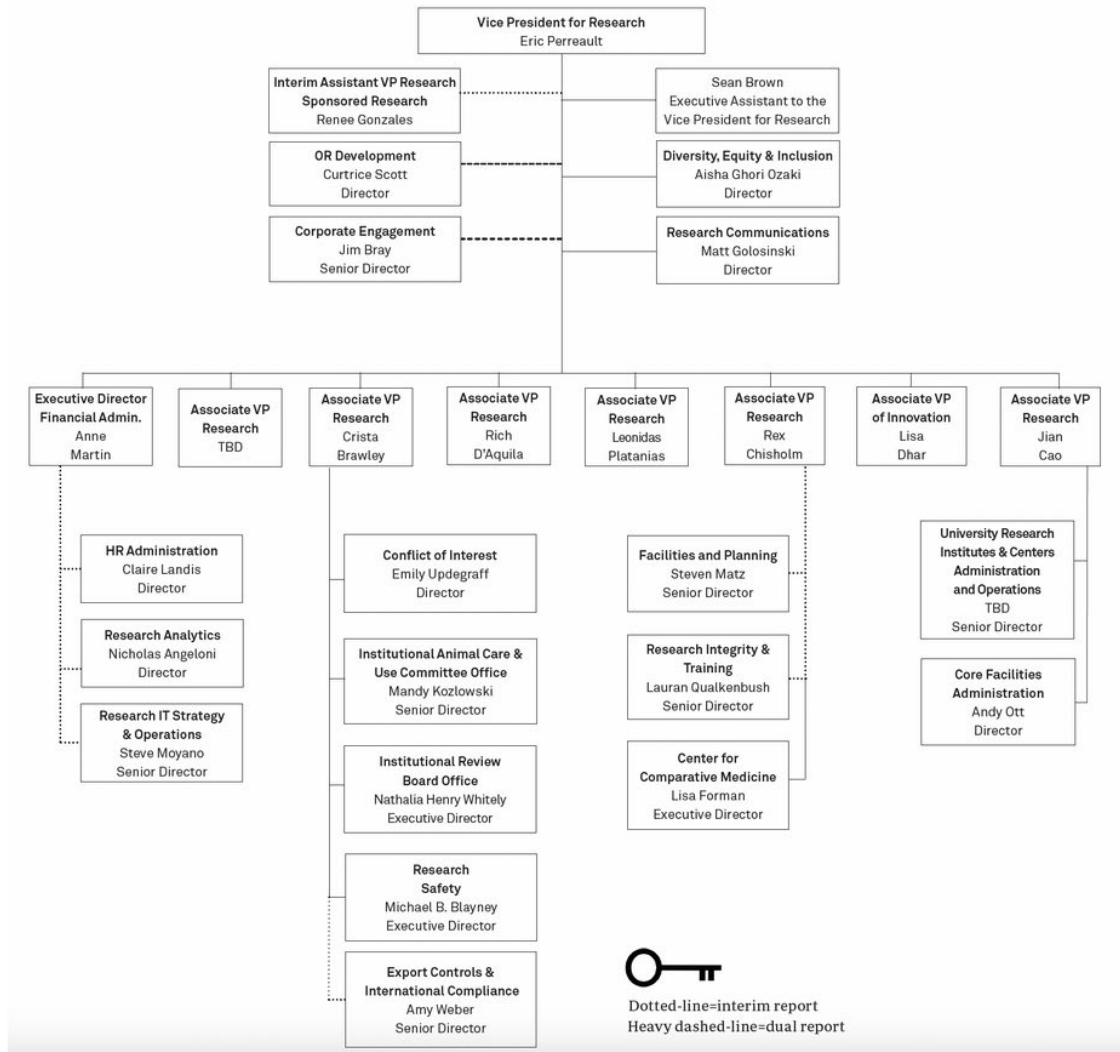 Vice President for Research
Eric Perreault
Interim Assistant VP Research
Sponsored Research
Renee Gonzales
Sean Brown
Executive Assistant to the
Vice President for Research
OR Development
Curtrice Scott
Director
Diversity, Equity & Inclusion
Aisha Ghori Ozaki
Director
Corporate Engagement
Jim Bray
Senior Director
Research Communications
Matt Golosinski
Director
Executive Director
Financial Admin.
Anne
Martin
Associate VP
Research
TBD
Associate VP
Research
Crista
Brawley
Associate VP
Research
Rich
D'Aquila
Associate VP
Research
Leonidas
Platanias
Associate VP
Research
Rex
Chisholm
Associate VP
of Innovation
Lisa
Dhar
Associate VP
Research
Jian
Cao
HR Administration
Claire Landis
Director
Research Analytics
Nicholas Angeloni
Director
Research IT Strategy
& Operations
Steve Moyano
Senior Director
Conflict of Interest
Emily Updegraff
Director
Institutional Animal Care &
Use Committee Office
Mandy Kozlowski
Senior Director
Institutional Review
Board Office
Nathalia Henry Whitely
Executive Director
Research
Safety
Michael B. Blayney
Executive Director
Export Controls &
International Compliance
Amy Weber
Senior Director
Facilities and Planning
Steven Matz
Senior Director
Research Integrity &
Training
Lauran Qualkenbush
Senior Director
Center for
Comparative Medicine
Lisa Forman
Executive Director
University Research
Institutes & Centers
Administration
and Operations
TBD
Senior Director
Core Facilities
Administration
Andy Ott
Director
Dotted-line=interim report
Heavy dashed-line=dual report